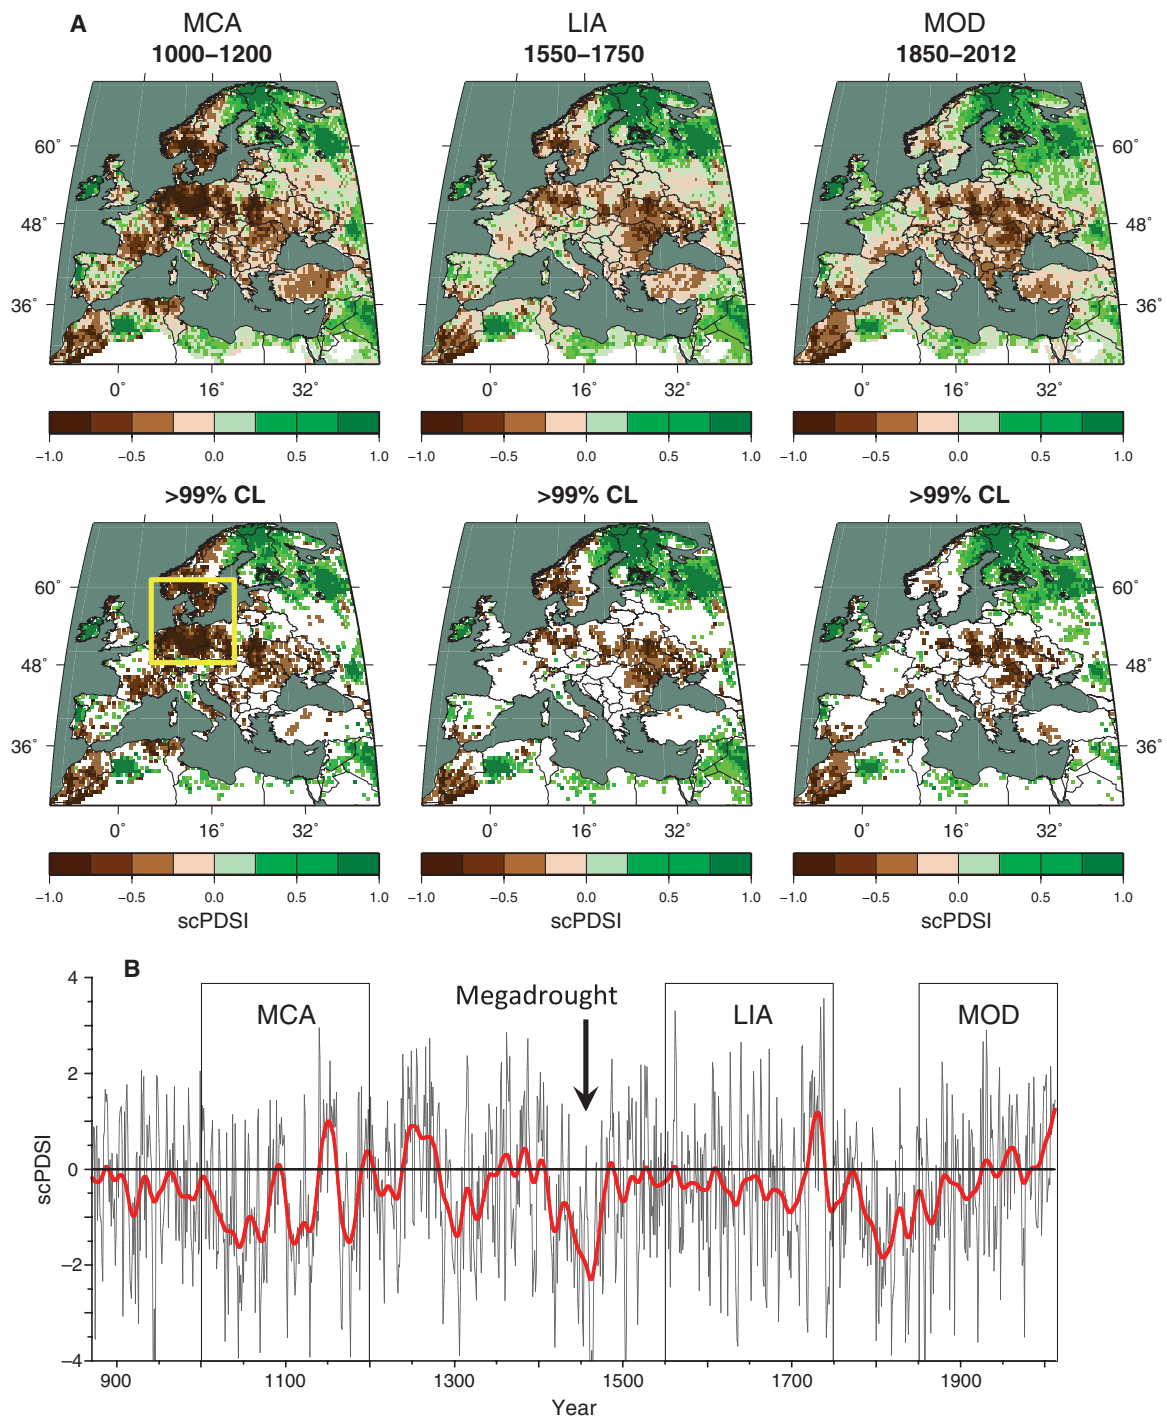 A
MCA LIA MOD
1000–1200 1550–1750 1850–2012
60° 60°
48° 48°
36° 36°
0° 16° 32° 0° 16° 32° 0° 16° 32°
−1.0 −0.5 0.0 0.5 1.0 −1.0 −0.5 0.0 0.5 1.0 −1.0 −0.5 0.0 0.5 1.0
>99% CL >99% CL >99% CL
60° 60°
48° 48°
36° 36°
0° 16° 32° 0° 16° 32° 0° 16° 32°
−1.0 −0.5 0.0 0.5 1.0 −1.0 −0.5 0.0 0.5 1.0 −1.0 −0.5 0.0 0.5 1.0
scPDSI scPDSI scPDSI
B
4
Megadrought
MCA LIA MOD
2
0
scPDSI
−2
−4
900 1100 1300 1500 1700 1900
Year